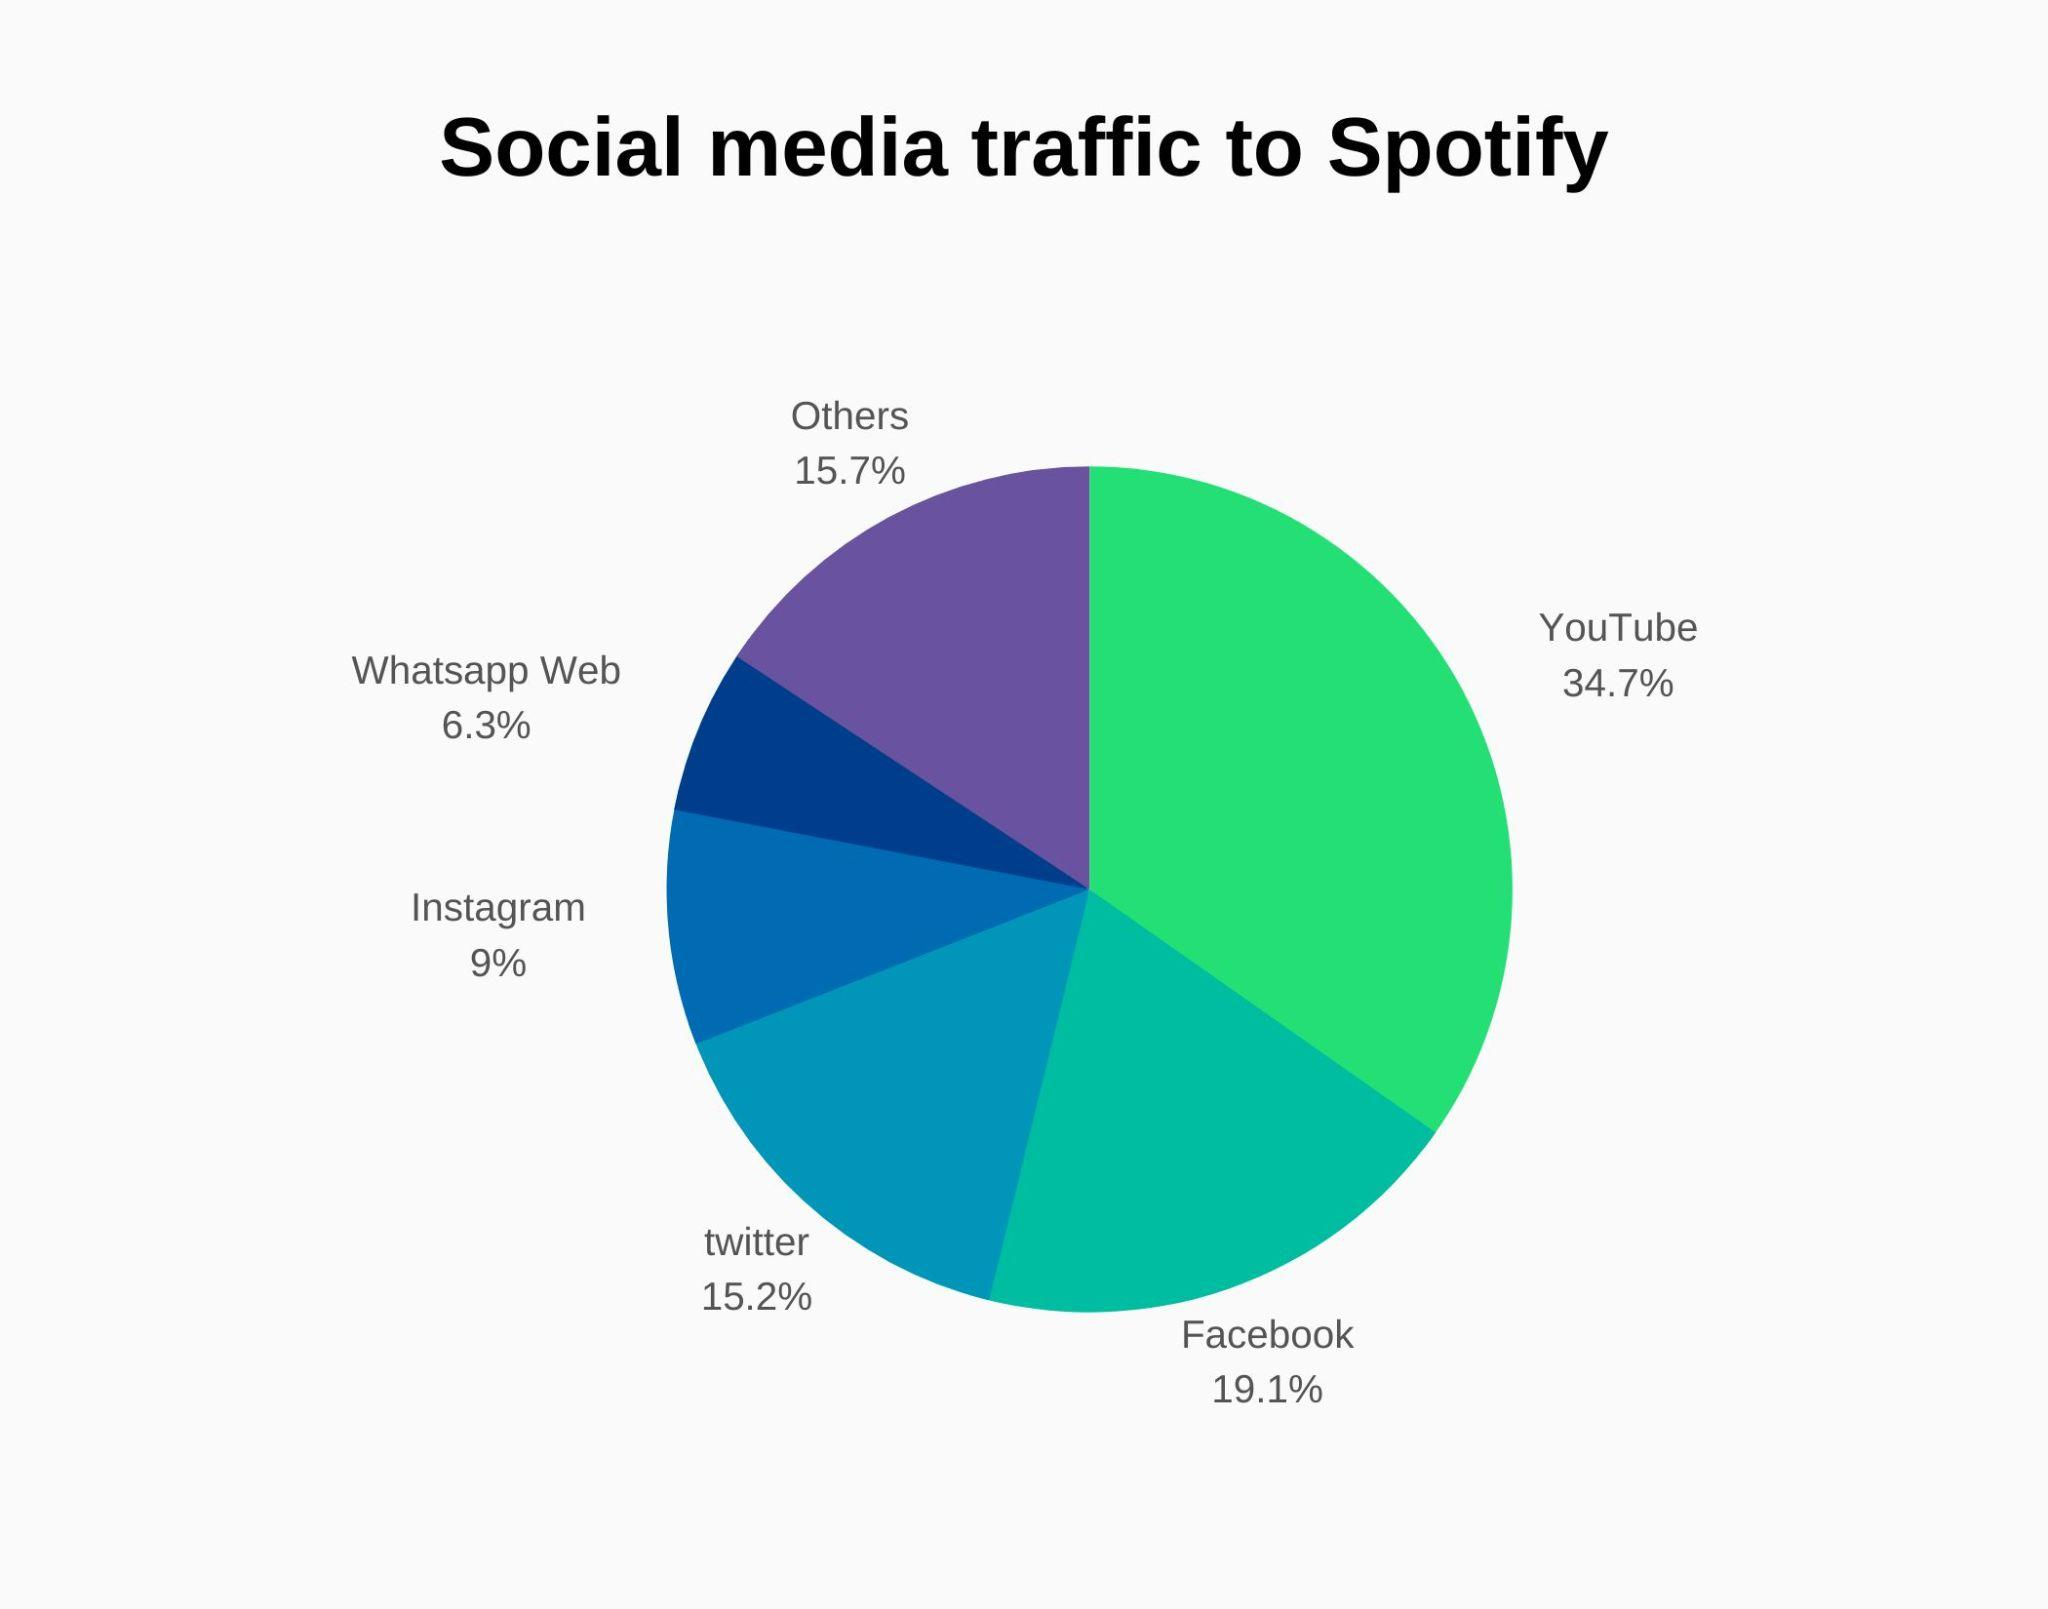 Social media traffic to Spotify
Others
15.7%
YouTube
34.7%
Whatsapp Web
6.3%
Instagram
9%
twitter
15.2%
Facebook
19.1%